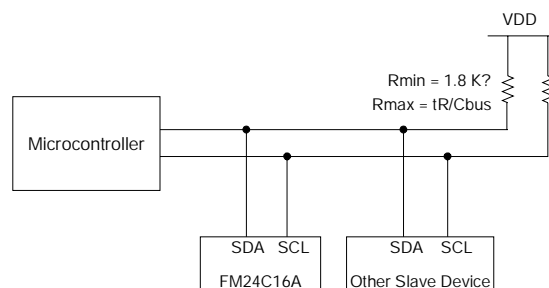 VDD
Rmin = 1.8 K?
Rmax = tR/Cbus
Microcontroller
SDA SCL
SDA SCL
FM24C16A
Other Slave Device